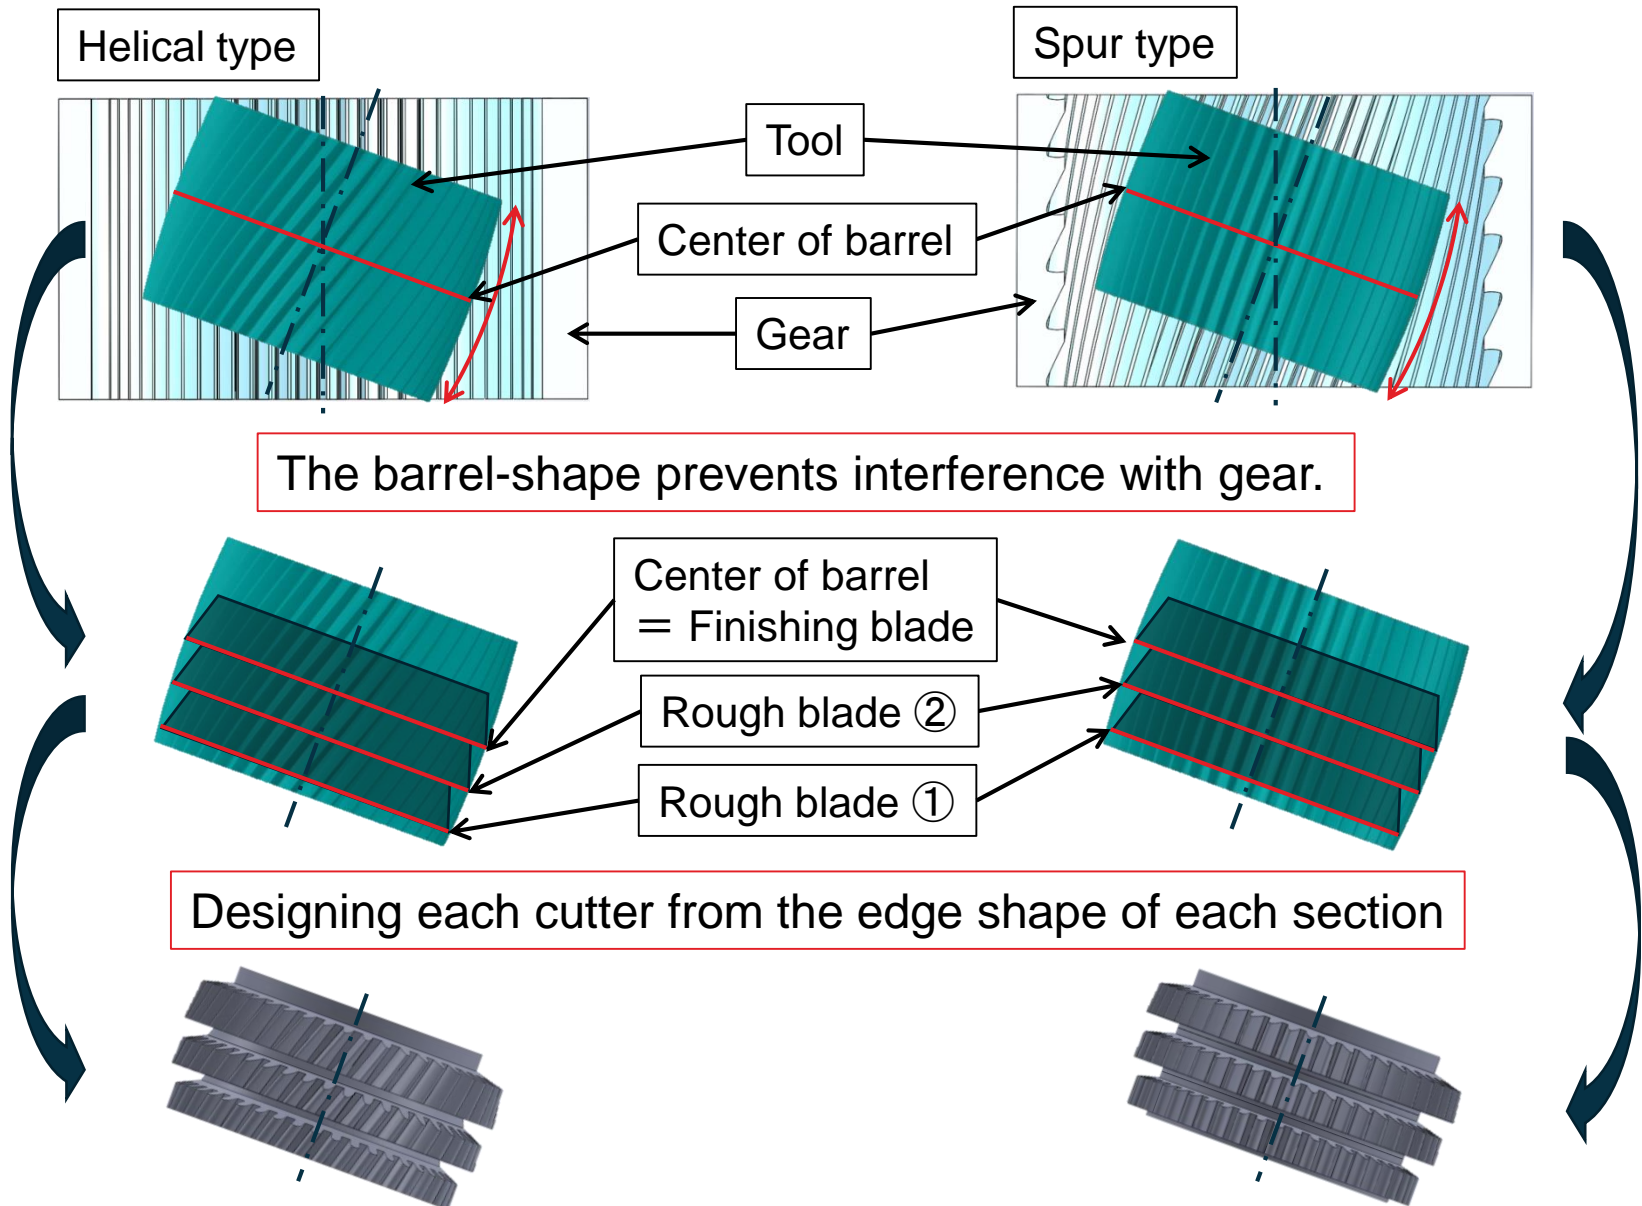 Helical type
Spur type
Tool
Center of barrel
Gear
The barrel-shape prevents interference with gear.
Center of barrel
= Finishing blade
Rough blade ②
Rough blade ①
Designing each cutter from the edge shape of each section